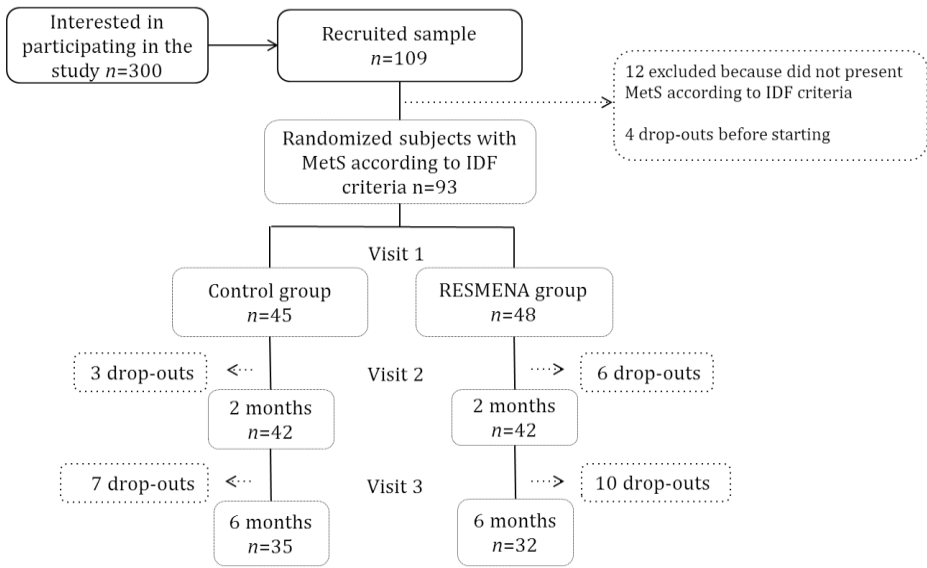 Interested in
participating in the
study n=300
Recruited sample
n=109
12 excluded because did not present
MetS according to IDF criteria
4 drop-outs before starting
Randomized subjects with
MetS according to IDF
criteria n=93
Visit 1
Control group
n=45
RESMENA group
n=48
3 drop-outs
Visit 2
6 drop-outs
2 months
n=42
2 months
n=42
7 drop-outs
Visit 3
10 drop-outs
6 months
n=35
6 months
n=32